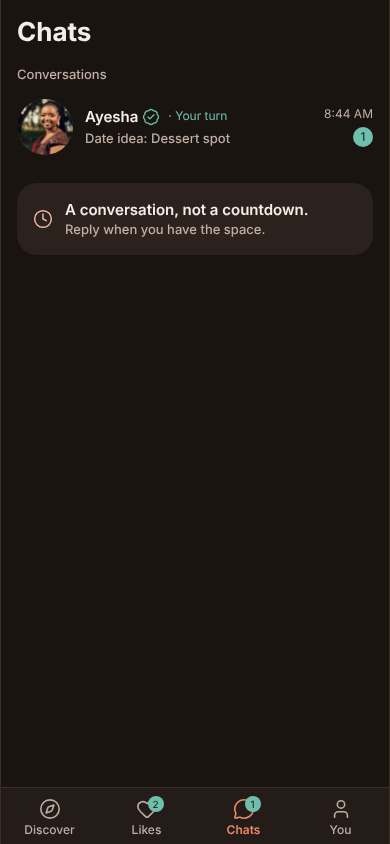 Chats
Conversations
Ayesha · Your turn 8:44 AM
Date idea: Dessert spot 1
A conversation, not a countdown.
Reply when you have the space.
2 1
Discover Likes Chats You